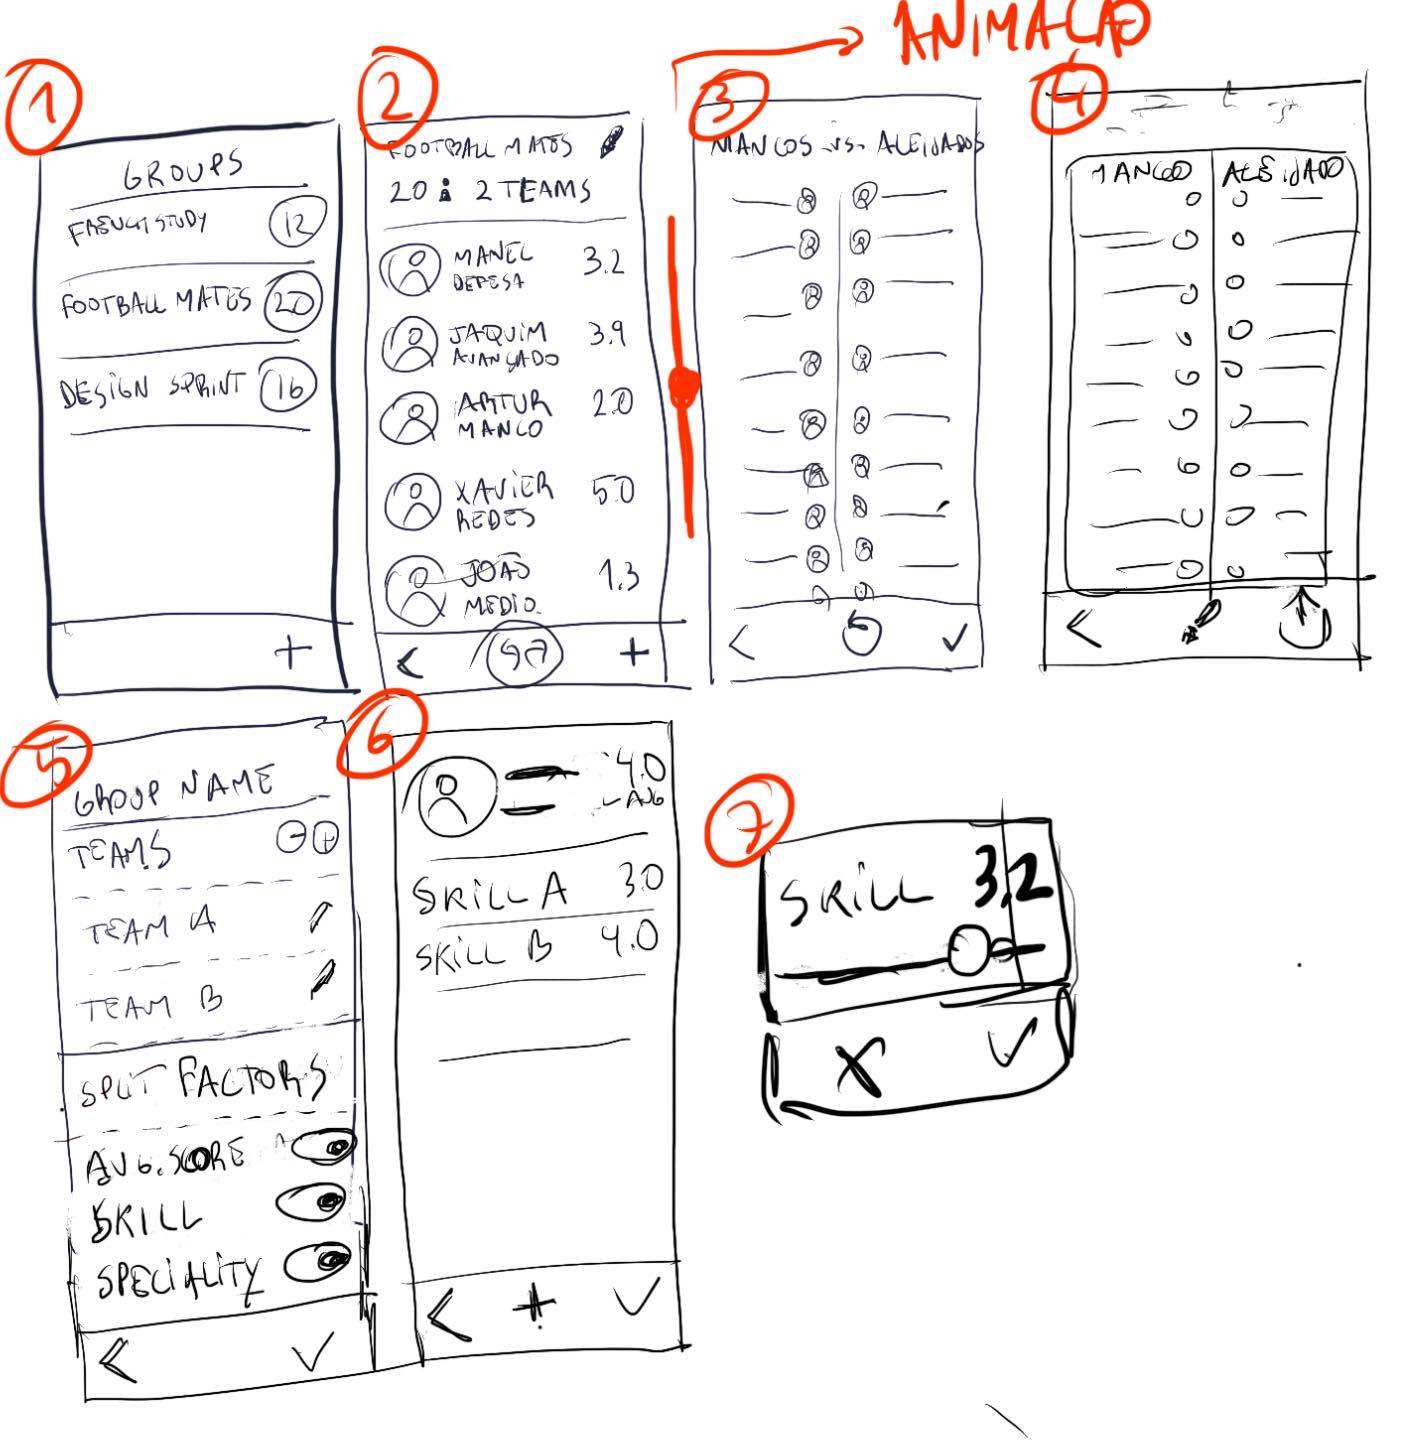 ANIMAÇÃO
1
GROUPS
FRENCH STUDY 12
FOOTBALL MATES 20
DESIGN SPRINT 16
+
2
FOOTBALL MATES
20 2 TEAMS
MANEL
DEPESA 3.2
JAQUIM
AVANÇADO 3.9
ARTUR
MANCO 2.0
XAVIER
REDES 5.0
JOÃO
MEDIO. 1.3
< +
3
MANCOS .vs. ALEIJADOS
< ✓
4
MANCO ALEIJADO
<
5
GROUP NAME
TEAMS - +
TEAM A
TEAM B
SPLIT FACTORS
AVG. SCORE
SKILL
SPECIALITY
< ✓
6
4.0
AVG
SKILL A 3.0
SKILL B 4.0
< + ✓
7
SKILL 3.2
X ✓